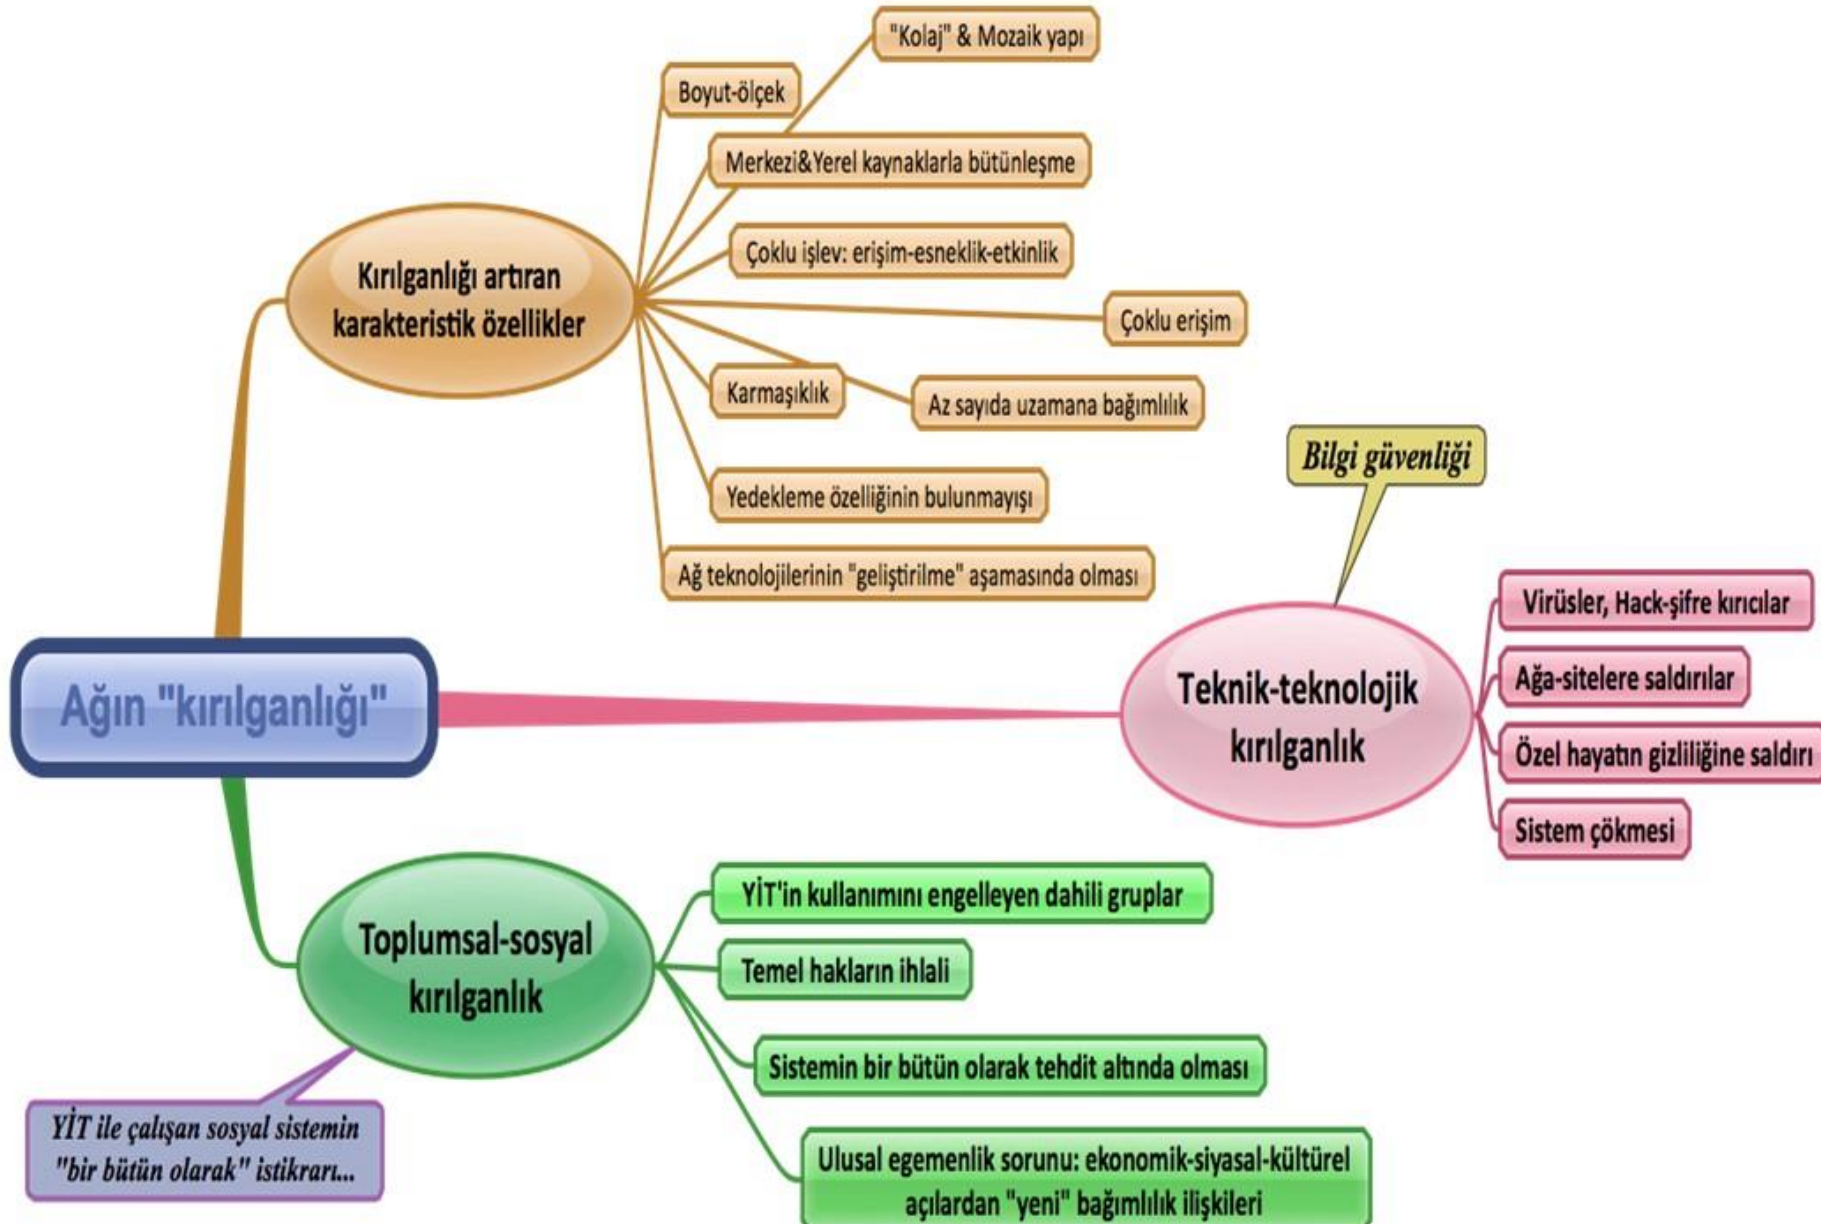 "Kolaj" & Mozaik yapı
Boyut-ölçek
Merkezi&Yerel kaynaklarla bütünleşme
Çoklu işlev: erişim-esneklik-etkinlik
Kırılganlığı artıran
karakteristik özellikler
Çoklu erişim
Karmaşıklık
Az sayıda uzamana bağımlılık
Yedekleme özelliğinin bulunmayışı
Ağ teknolojilerinin "geliştirilme" aşamasında olması
Bilgi güvenliği
Ağın "kırılganlığı"
Teknik-teknolojik
kırılganlık
Virüsler, Hack-şifre kırıcılar
Ağa-sitelere saldırılar
Özel hayatın gizliliğine saldırı
Sistem çökmesi
Toplumsal-sosyal
kırılganlık
YİT'in kullanımını engelleyen dahili gruplar
Temel hakların ihlali
Sistemin bir bütün olarak tehdit altında olması
Ulusal egemenlik sorunu: ekonomik-siyasal-kültürel
açılardan "yeni" bağımlılık ilişkileri
YİT ile çalışan sosyal sistemin
"bir bütün olarak" istikrarı...